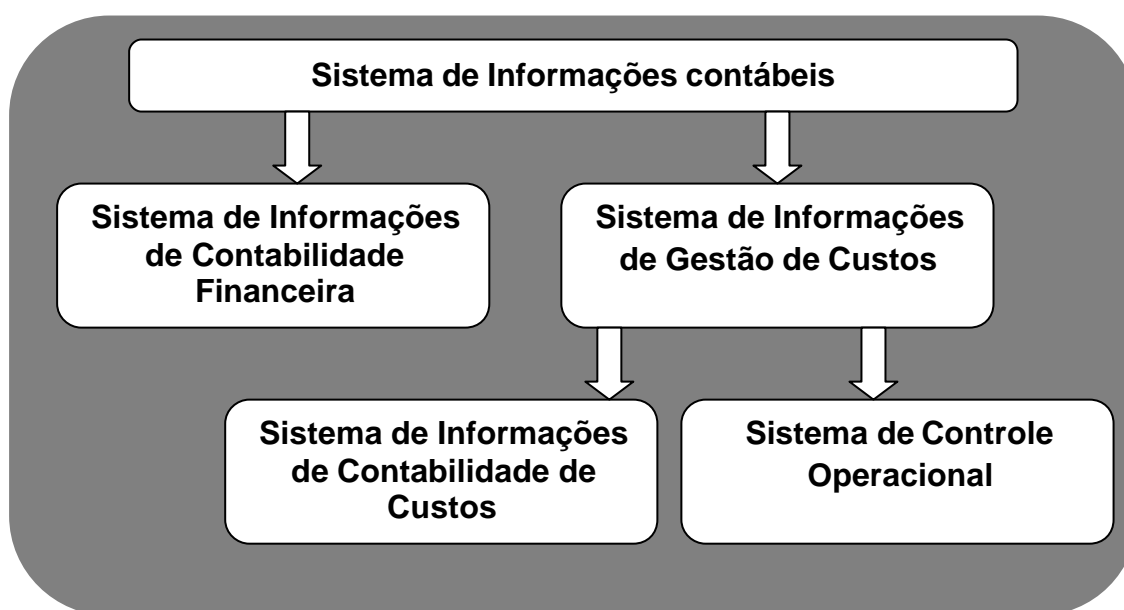 Sistema de Informações contábeis
Sistema de Informações
de Contabilidade
Financeira
Sistema de Informações
de Gestão de Custos
Sistema de Informações
de Contabilidade de
Custos
Sistema de Controle
Operacional